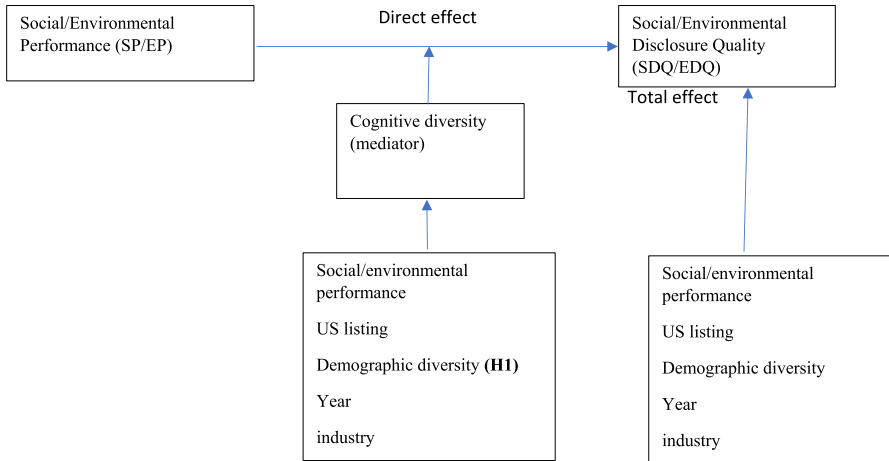 Social/Environmental
Performance (SP/EP)
Direct effect
Social/Environmental
Disclosure Quality
(SDQ/EDQ)
Total effect
Cognitive diversity
(mediator)
Social/environmental
performance
US listing
Demographic diversity (H1)
Year
industry
Social/environmental
performance
US listing
Demographic diversity
Year
industry